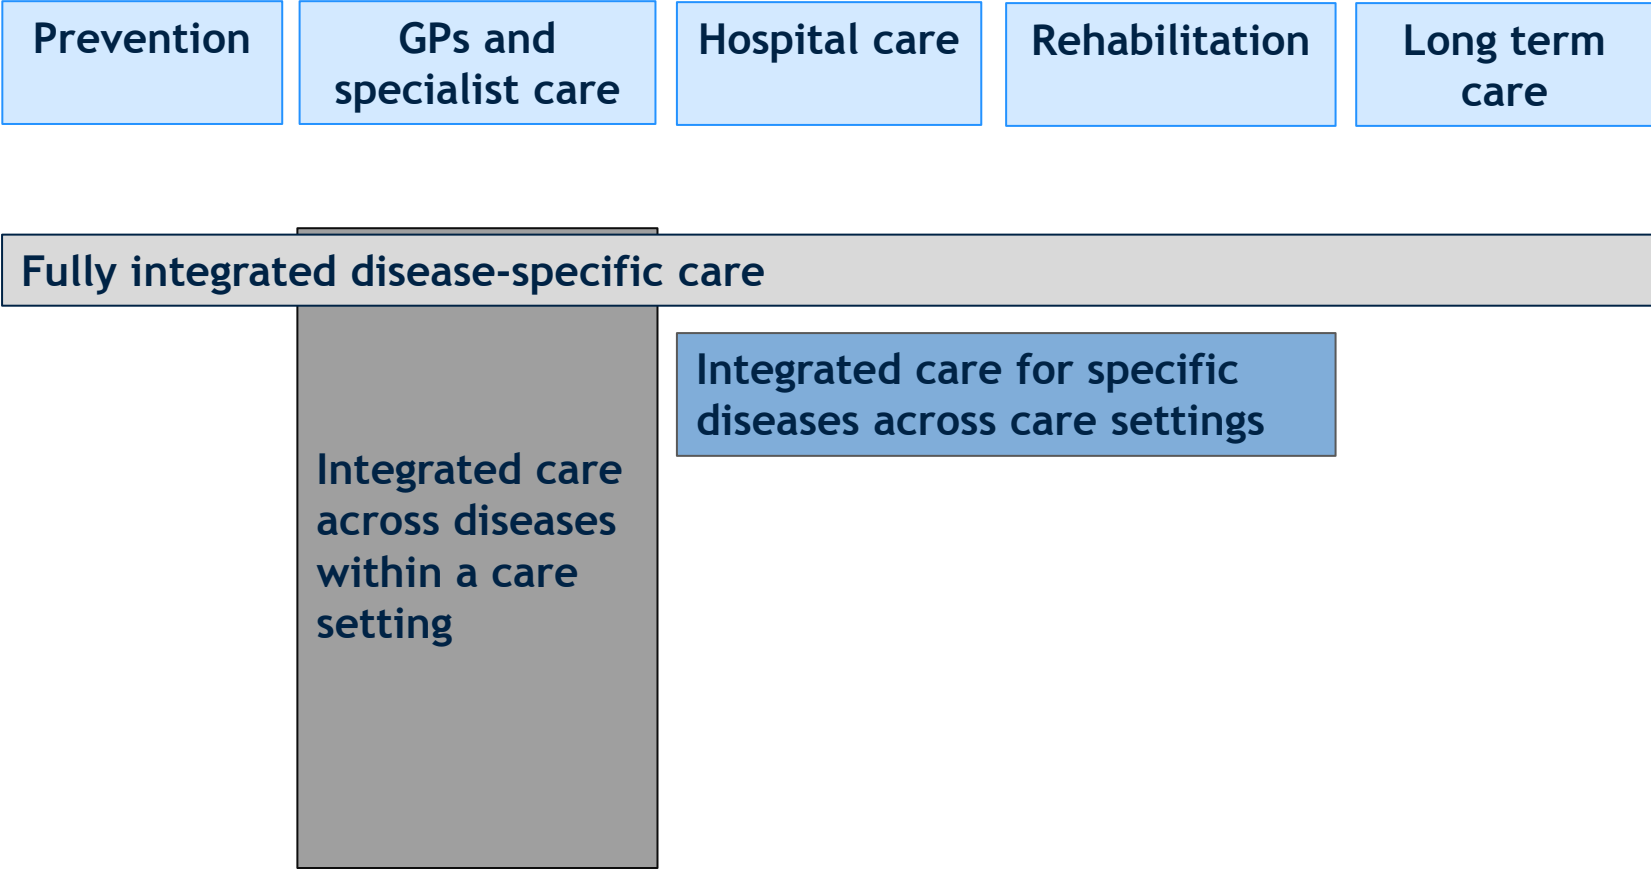 Prevention
GPs and
specialist care
Hospital care
Rehabilitation
Long term
care
Fully integrated disease-specific care
Integrated care for specific
diseases across care settings
Integrated care
across diseases
within a care
setting